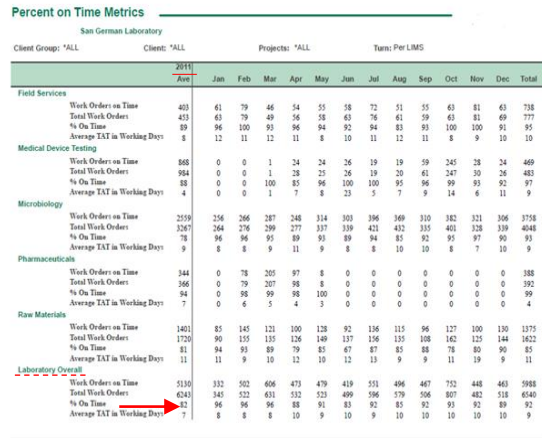 Percent on Time Metrics
San German Laboratory
Client Group: *ALL Client: *ALL Projects: *ALL Turn: Per LIMS
2011
Ave Jan Feb Mar Apr May Jun Jul Aug Sep Oct Nov Dec Total
Field Services
Work Orders on Time 403 61 79 46 54 55 58 72 51 55 63 81 63 738
Total Work Orders 453 63 79 49 56 58 63 76 61 59 63 81 69 777
% On Time 89 96 100 93 96 94 92 94 83 93 100 100 91 95
Average TAT in Working Days 8 12 11 12 11 8 10 11 12 11 8 9 10 10
Medical Device Testing
Work Orders on Time 868 0 0 1 24 24 26 19 19 59 245 28 24 469
Total Work Orders 984 0 0 1 28 25 26 19 20 61 247 30 26 483
% On Time 88 0 0 100 85 96 100 100 95 96 99 93 92 97
Average TAT in Working Days 4 0 0 1 7 8 23 5 7 9 14 6 11 9
Microbiology
Work Orders on Time 2559 256 266 287 248 314 303 396 369 310 382 321 306 3758
Total Work Orders 3267 264 276 299 277 337 339 421 432 335 401 328 339 4048
% On Time 78 96 96 95 89 93 89 94 85 92 95 97 90 93
Average TAT in Working Days 9 8 8 9 11 9 8 8 10 10 8 7 10 9
Pharmaceuticals
Work Orders on Time 344 0 78 205 97 8 0 0 0 0 0 0 0 388
Total Work Orders 366 0 79 207 98 8 0 0 0 0 0 0 0 392
% On Time 94 0 98 99 98 100 0 0 0 0 0 0 0 99
Average TAT in Working Days 7 0 6 5 4 3 0 0 0 0 0 0 0 4
Raw Materials
Work Orders on Time 1401 85 145 121 100 128 92 136 115 96 127 100 130 1375
Total Work Orders 1720 90 155 135 126 149 137 156 135 108 162 125 144 1622
% On Time 81 94 93 89 79 85 67 87 85 88 78 80 90 85
Average TAT in Working Days 11 11 9 10 12 10 12 13 9 9 11 19 9 11
Laboratory Overall
Work Orders on Time 5130 332 502 606 473 479 419 551 496 467 752 448 463 5988
Total Work Orders 6243 345 522 631 532 523 499 596 579 506 807 482 518 6540
% On Time 82 96 96 96 88 91 83 92 85 92 93 92 89 92
Average TAT in Working Days 7 8 8 8 10 9 10 9 10 10 10 10 10 9